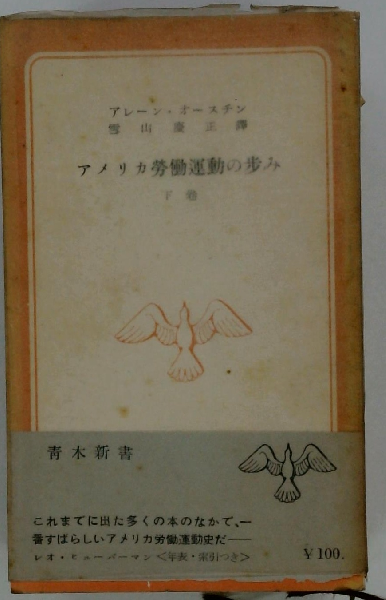 アレーン・オースチン
雪山慶正譯
アメリカ勞働運動の歩み
下巻
青木新書
これまでに出た多くの本のなかで、一
番すばらしいアメリカ労働運動史だ——
レオ・ヒューバーマン＜年表・索引つき＞
￥100.